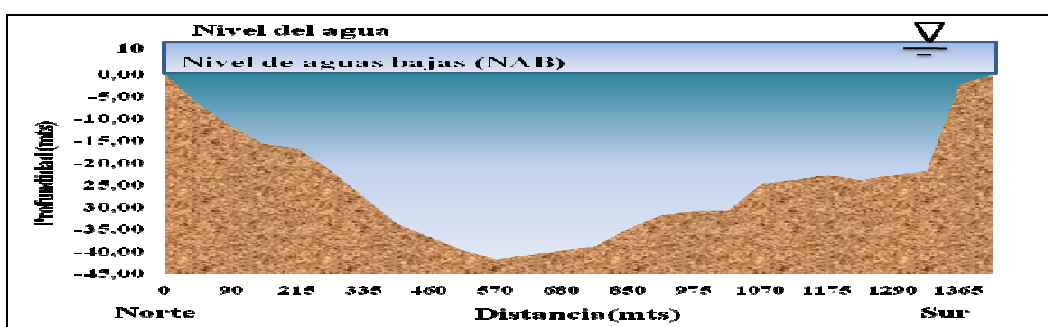 Nivel del agua
10
Nivel de aguas bajas (NAB)
0,00
-5,00
-10,00
-15,00
-20,00
-25,00
-30,00
-35,00
-40,00
-45,00
Profundidad(mts)
0 90 215 335 460 570 680 850 975 1070 1175 1290 1365
Norte Distancia(mts) Sur